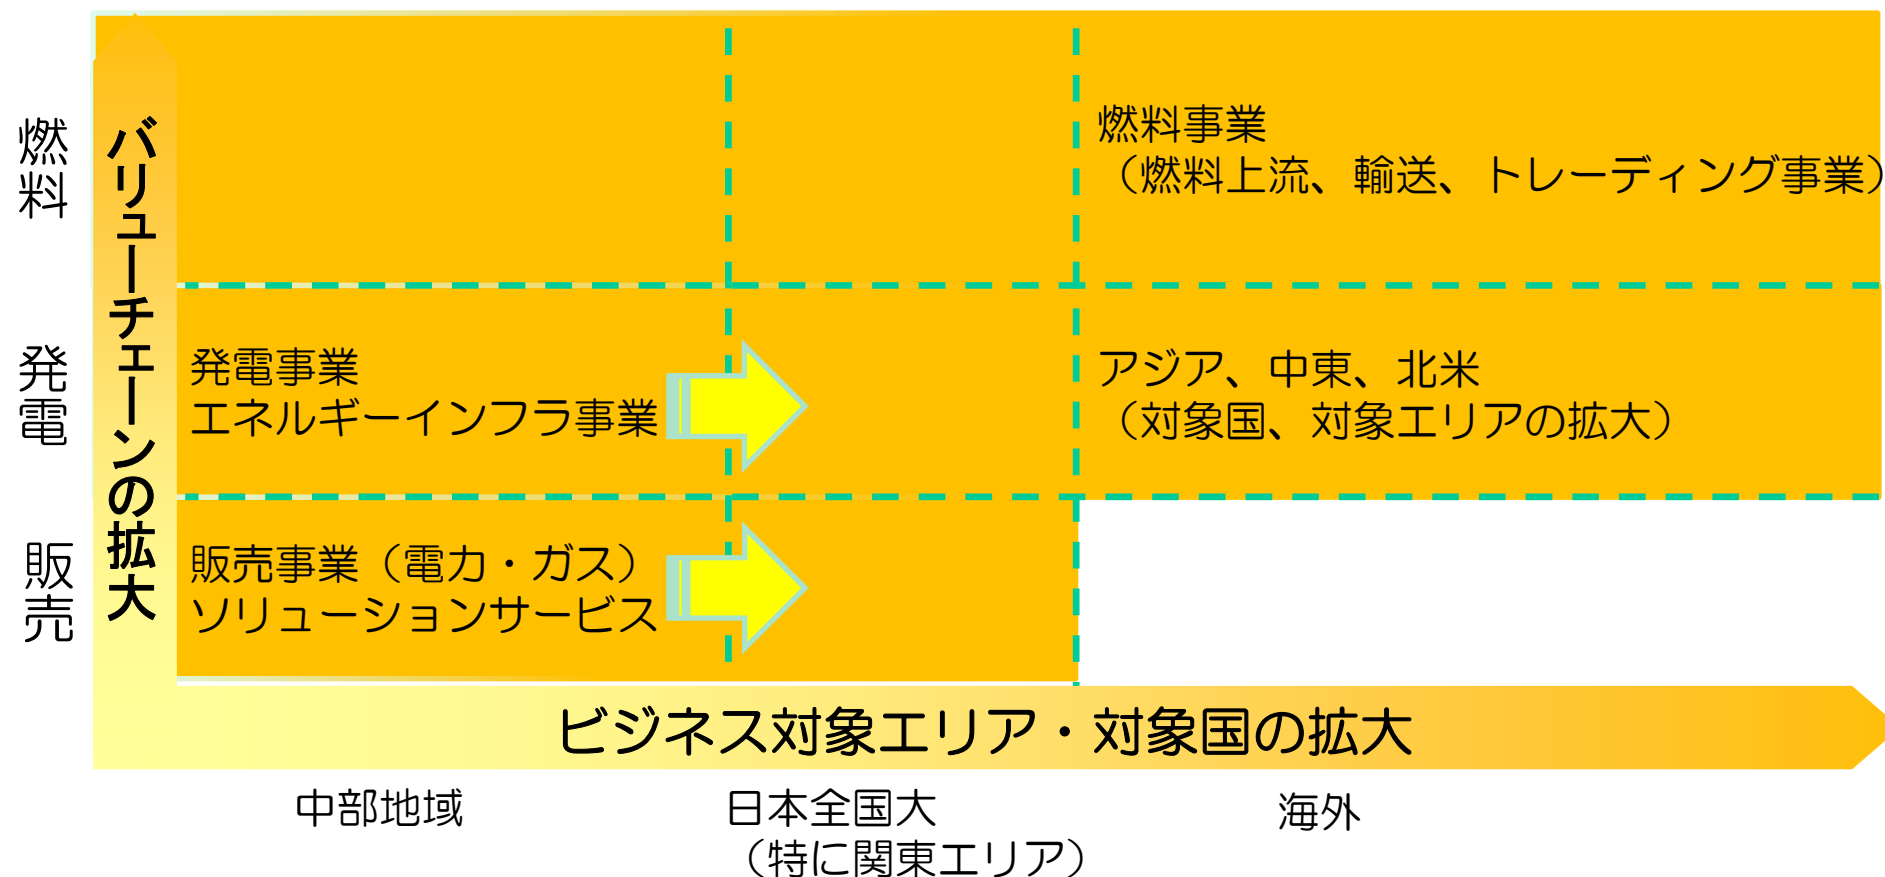 燃料
発電
販売
バリューチェーンの拡大
燃料事業
（燃料上流、輸送、トレーディング事業）
発電事業
エネルギーインフラ事業
アジア、中東、北米
（対象国、対象エリアの拡大）
販売事業（電力・ガス）
ソリューションサービス
ビジネス対象エリア・対象国の拡大
中部地域
日本全国大
（特に関東エリア）
海外